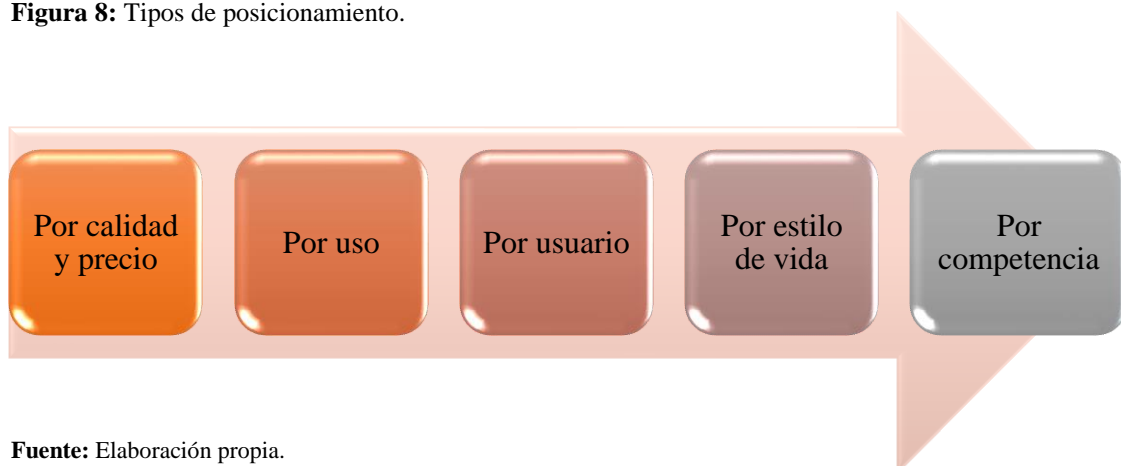 Figura 8: Tipos de posicionamiento.
Por calidad
y precio
Por uso
Por usuario
Por estilo
de vida
Por
competencia
Fuente: Elaboración propia.